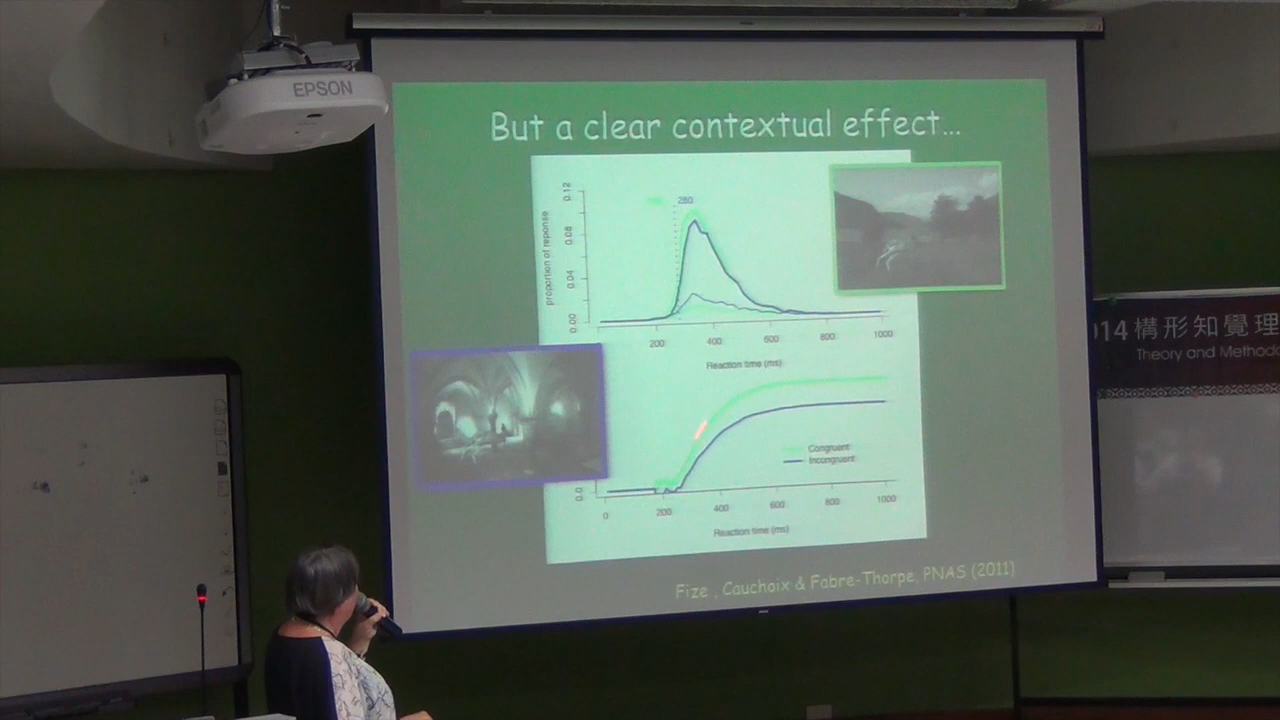 EPSON
But a clear contextual effect...
proportion of reponse
0.12
0.08
0.04
0.00
280
200
400
600
800
1000
Reaction time (ms)
Congruent
Incongruent
0.0
0
200
400
600
800
1000
Reaction time (ms)
Fize , Cauchoix & Fabre-Thorpe, PNAS (2011)
014 構形知覺理
Theory and Methodo